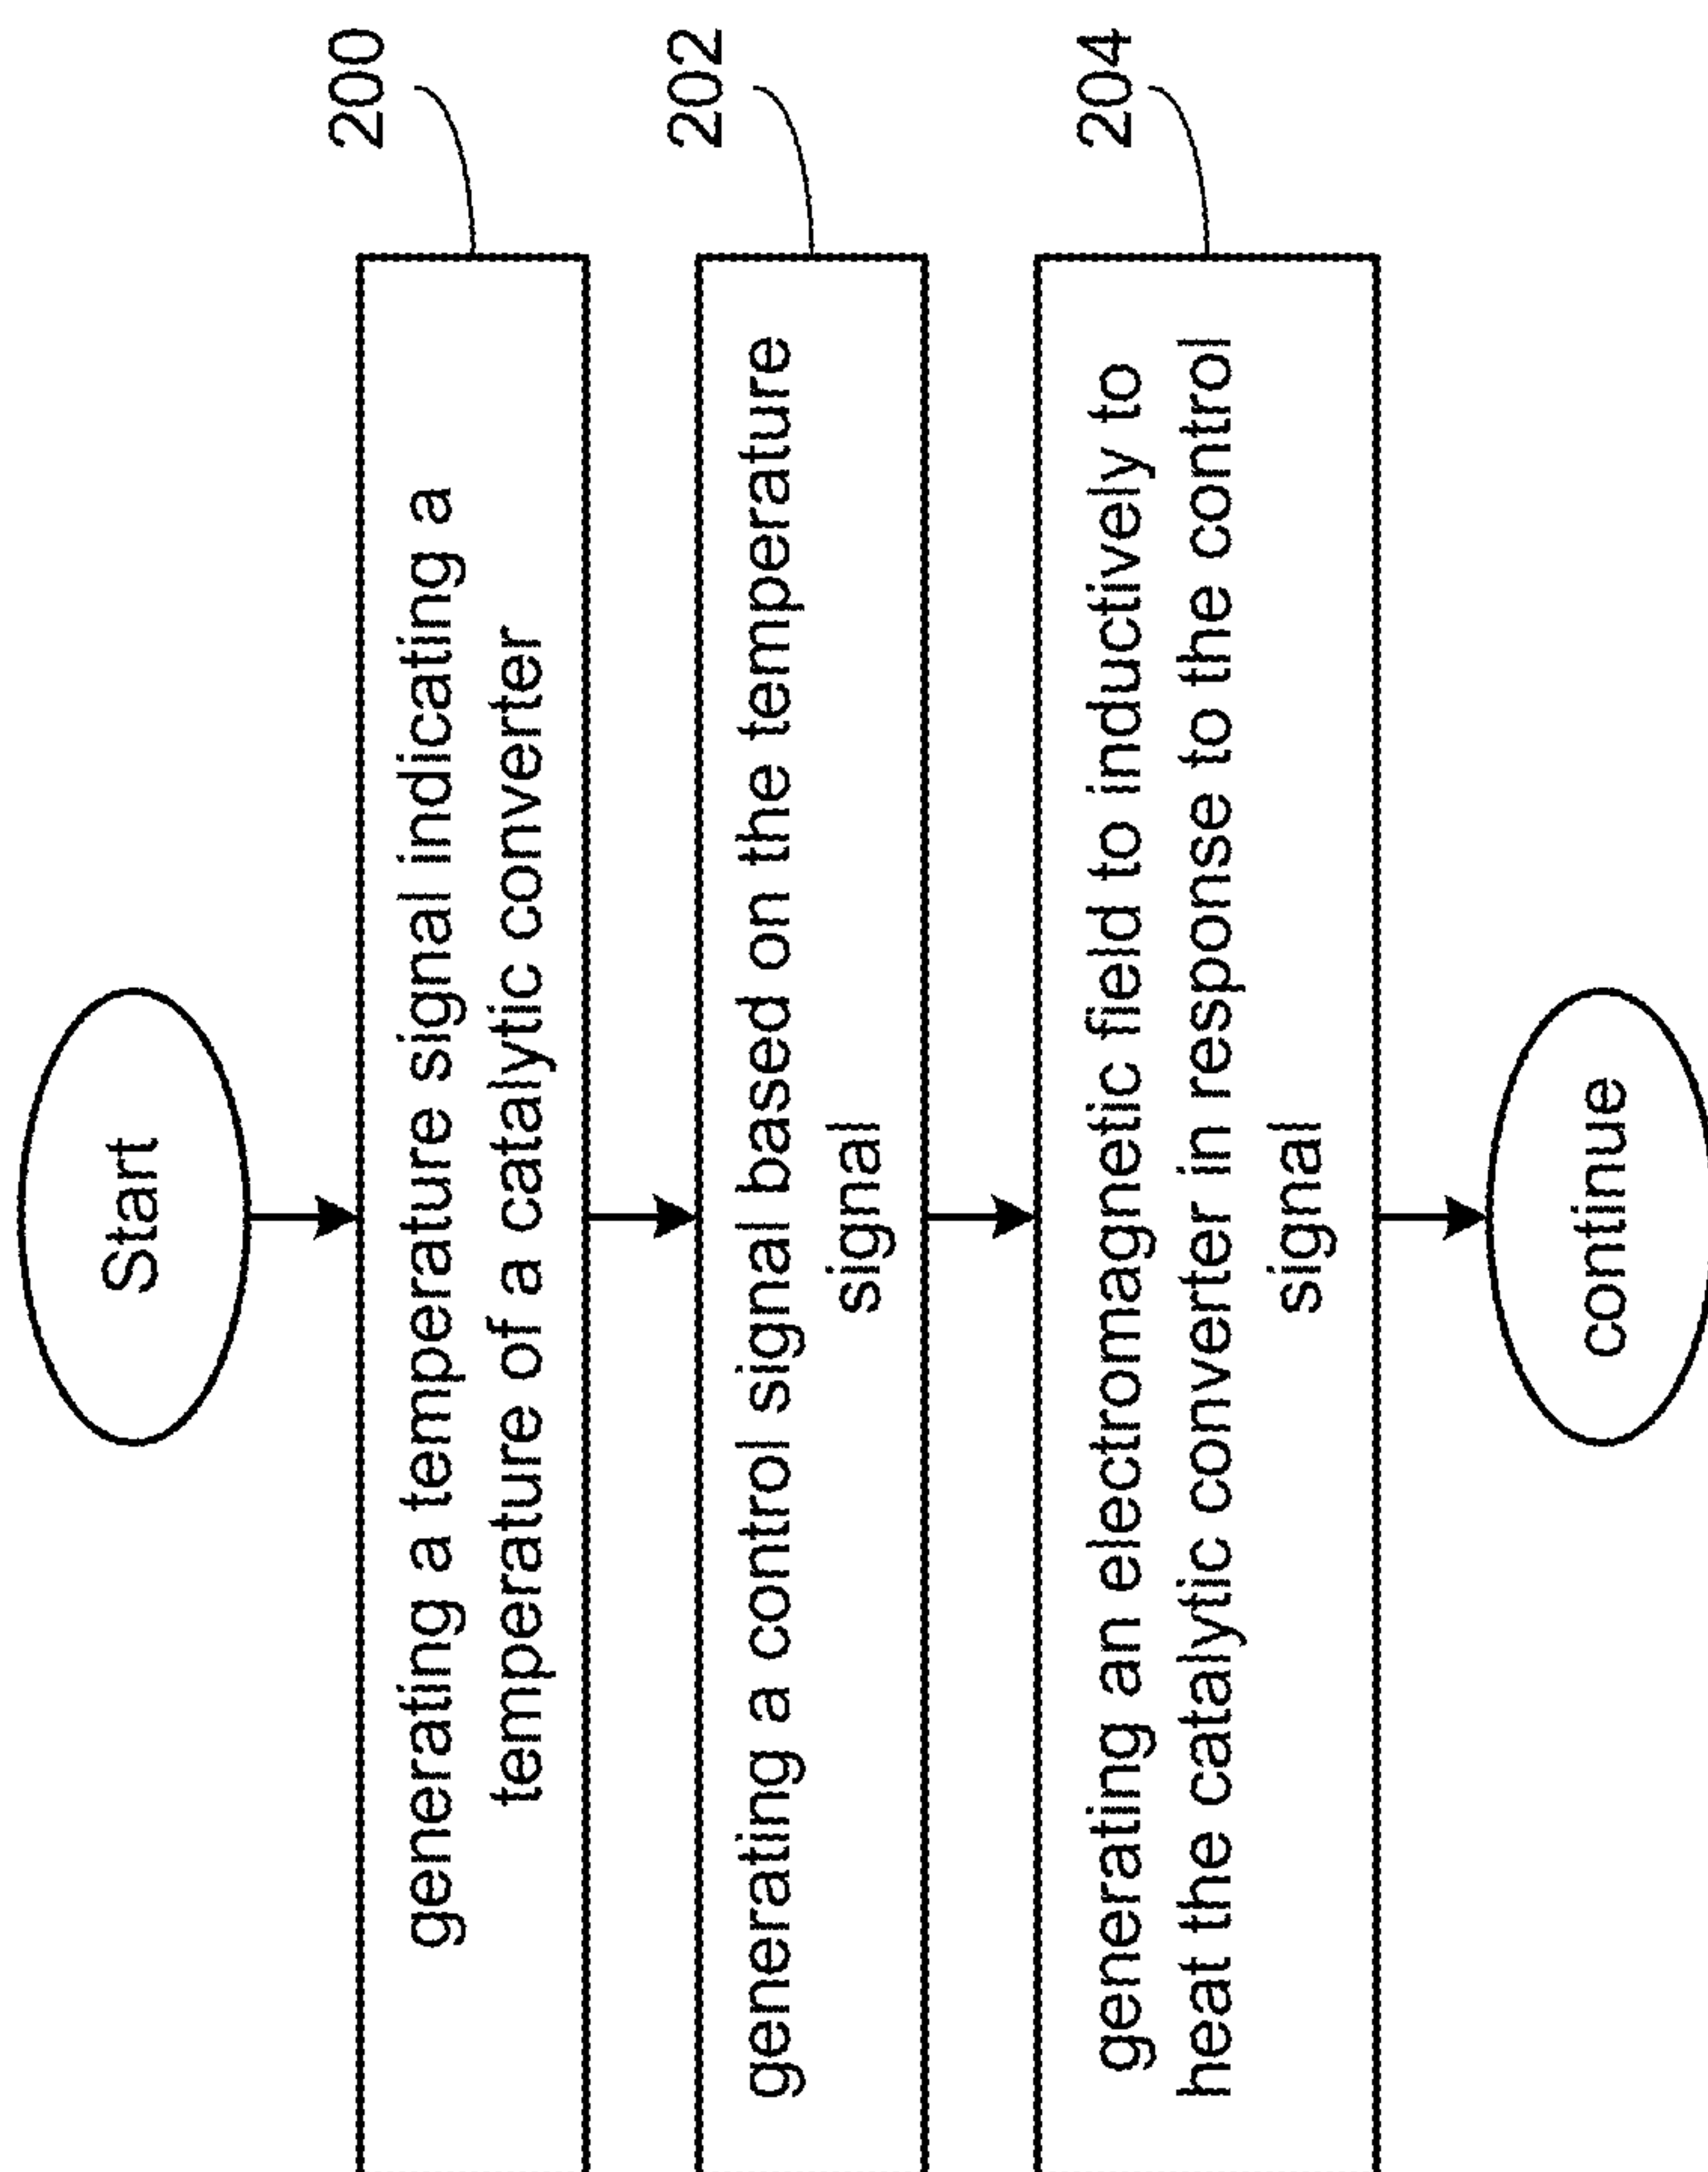 Start
200
generating a temperature signal indicating a
temperature of a catalytic converter
202
generating a control signal based on the temperature
signal
204
generating an electromagnetic field to inductively to
heat the catalytic converter in response to the control
signal
continue